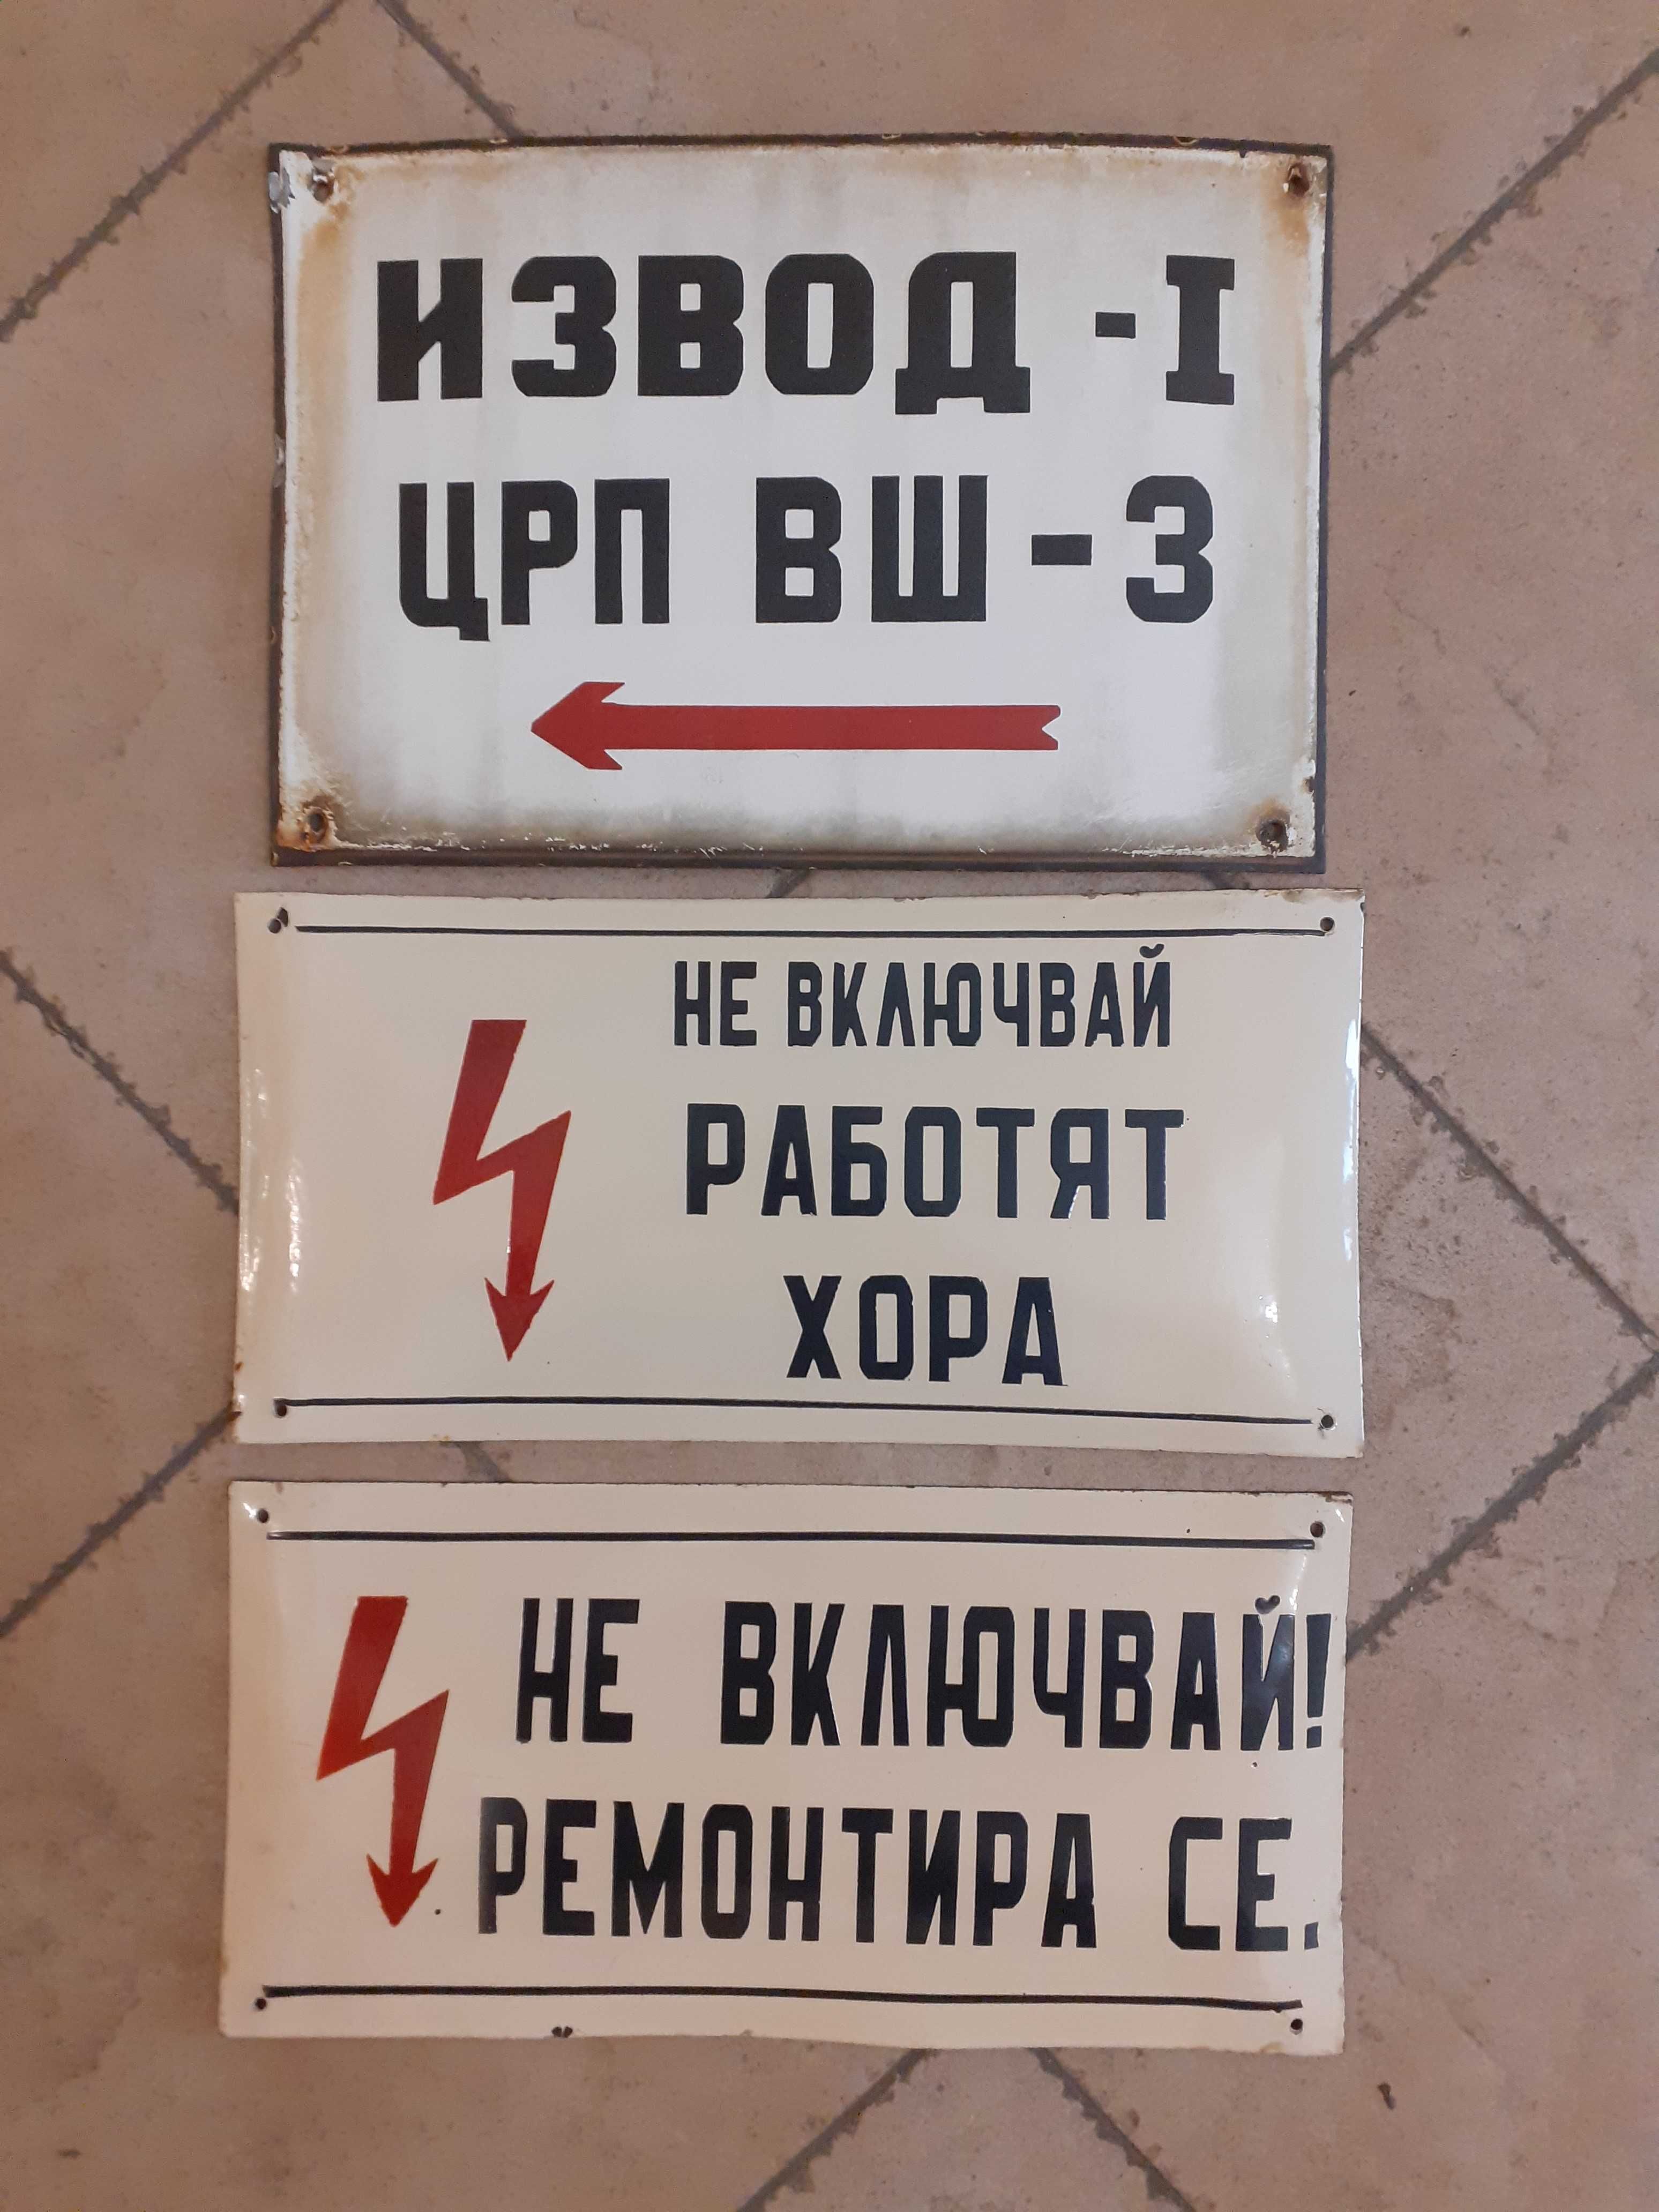 ИЗВОД -I
ЦРП ВШ-3
НЕ ВКЛЮЧВАЙ
РАБОТЯТ
ХОРА
НЕ ВКЛЮЧВАЙ!
РЕМОНТИРА СЕ.